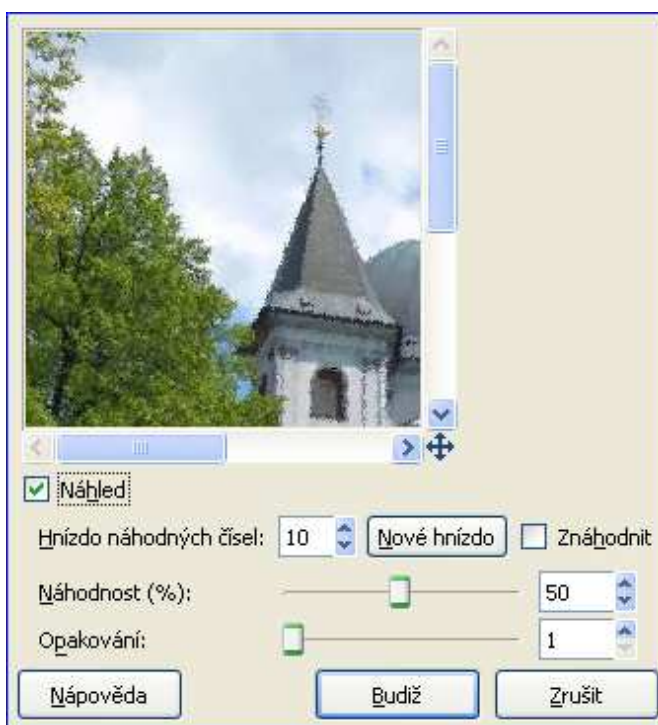 Náhled
Hnízdo náhodných čísel: 10 Nové hnízdo Znáhodnit
Náhodnost (%): 50
Opakování: 1
Nápověda Budiž Zrušit